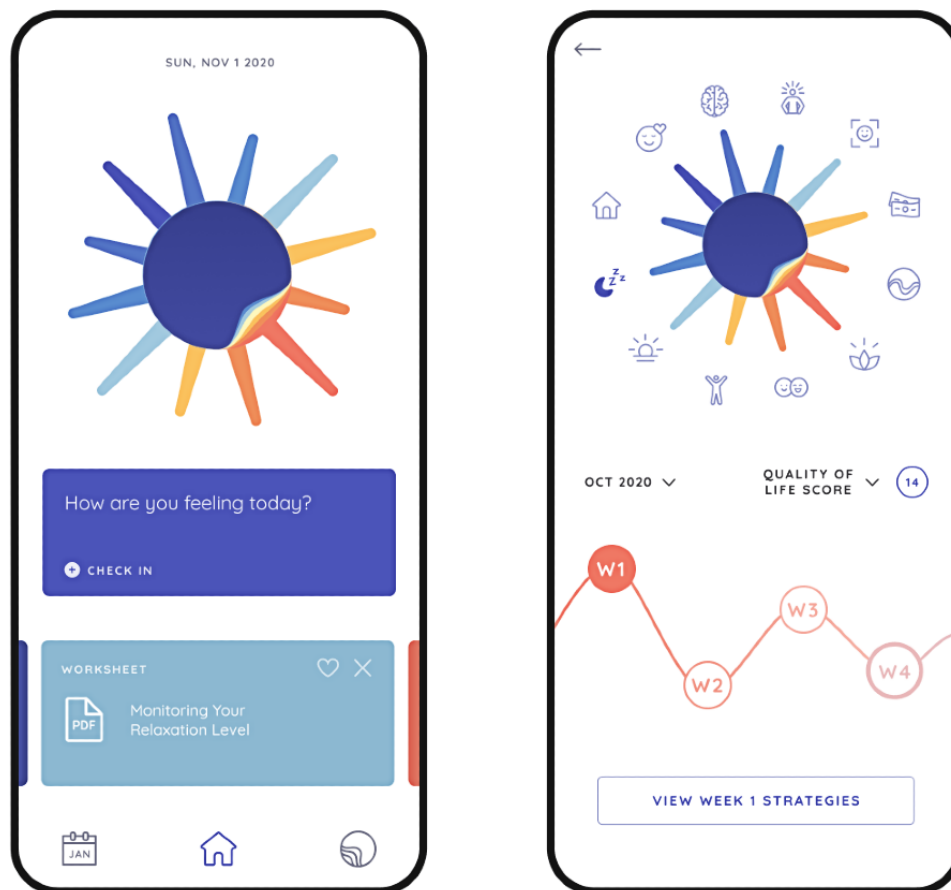 SUN, NOV 1 2020
How are you feeling today?
CHECK IN
WORKSHEET
PDF
Monitoring Your
Relaxation Level
JAN
z z z
OCT 2020
QUALITY OF
LIFE SCORE
14
W1
W2
W3
W4
VIEW WEEK 1 STRATEGIES